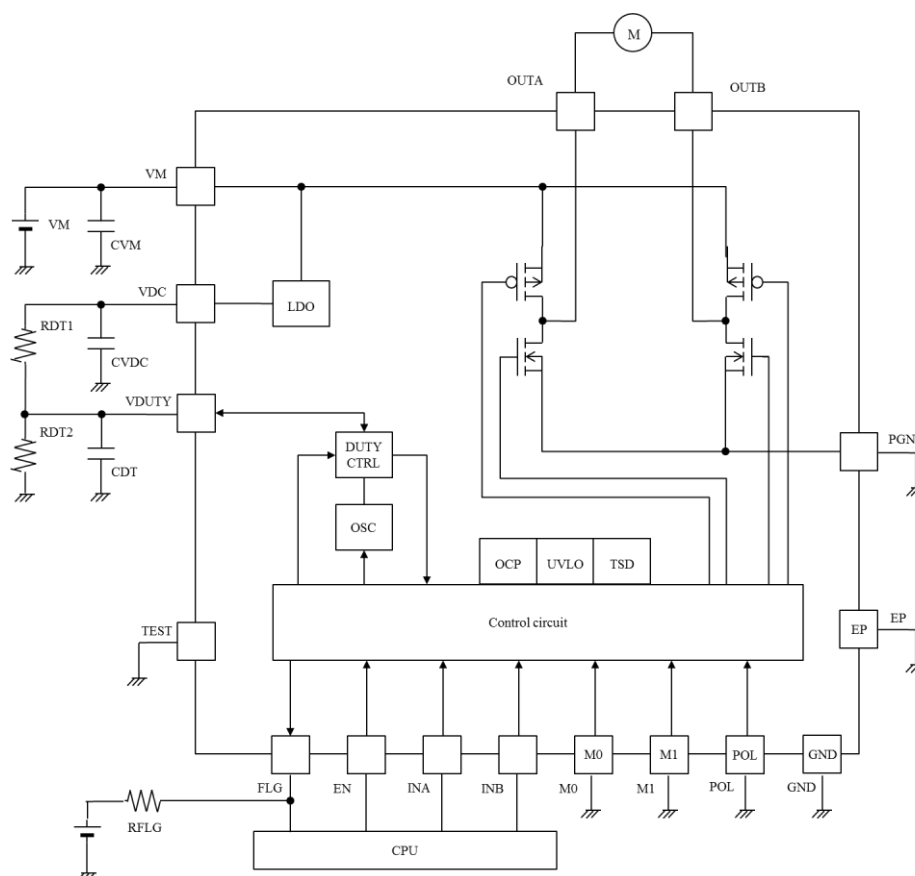 M
OUTA
OUTB
VM
VM
CVM
VDC
LDO
RDT1
CVDC
VDUTY
RDT2
DUTY
CTRL
CDT
PGN
OSC
OCP
UVLO
TSD
TEST
Control circuit
EP
EP
M0
M1
POL
GND
FLG
EN
INA
INB
M0
M1
POL
GND
RFLG
CPU